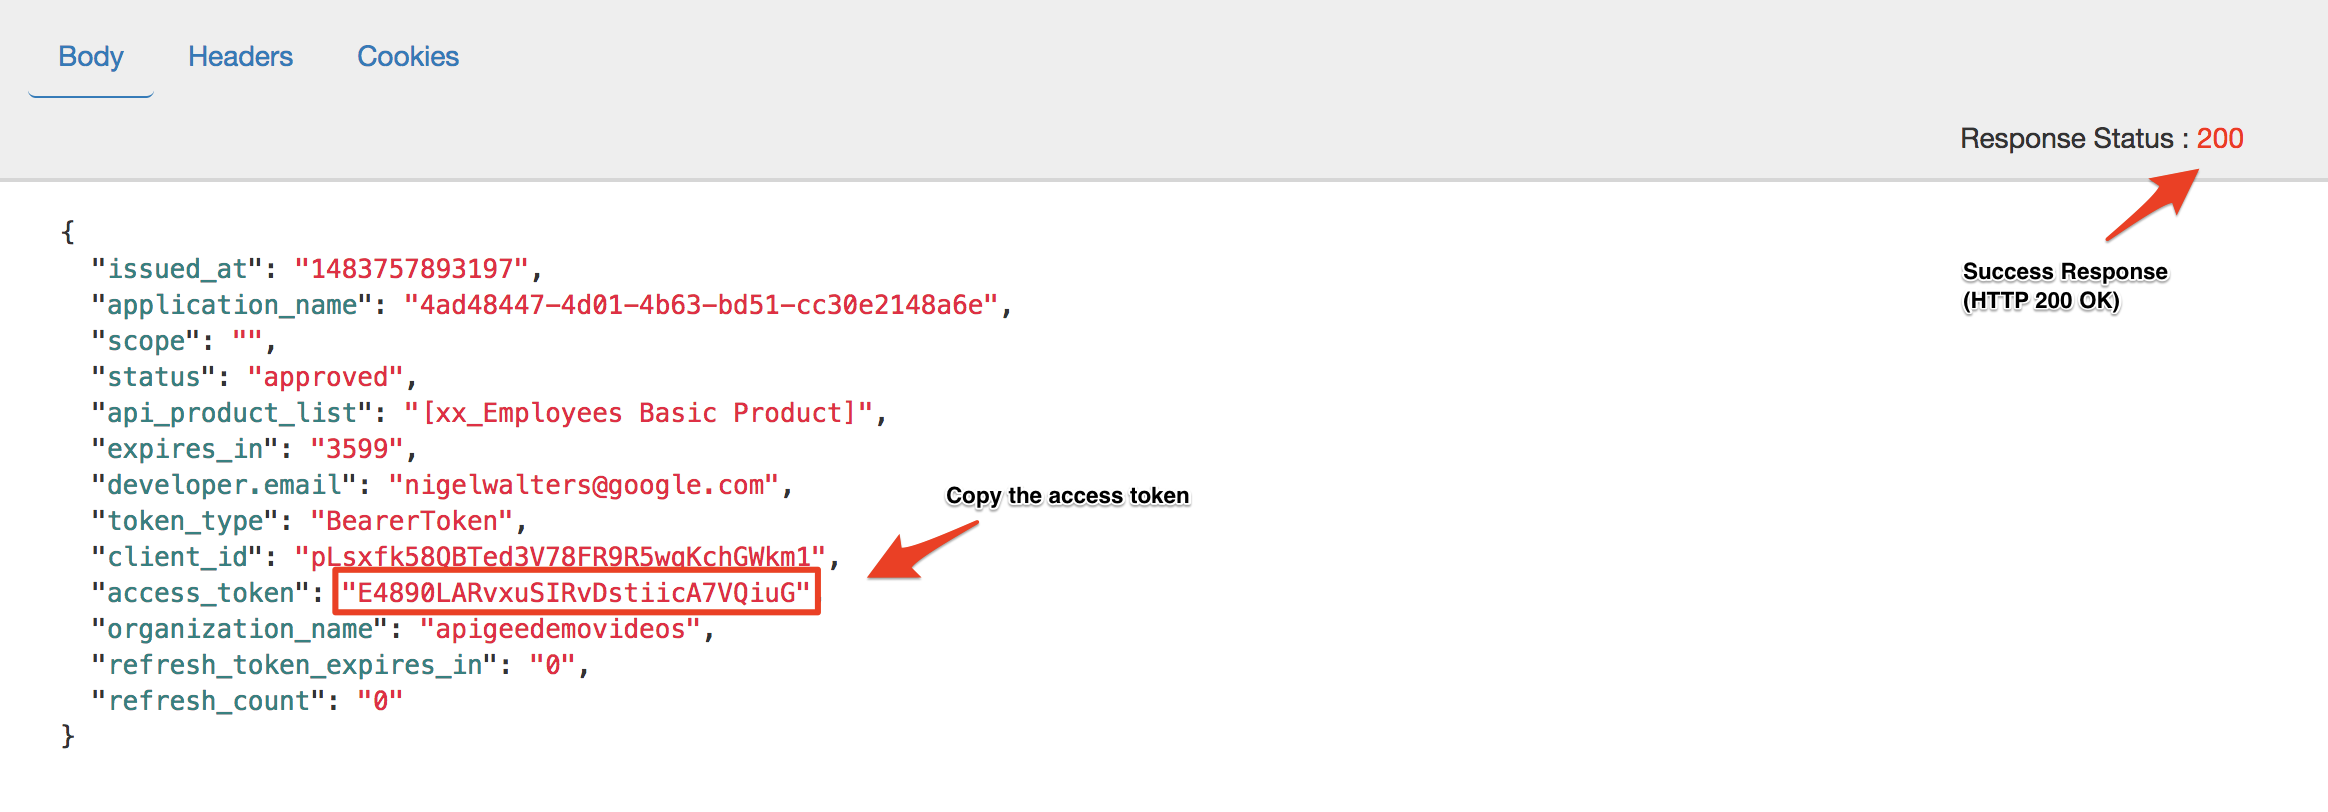 Body Headers Cookies
Response Status : 200
Success Response
(HTTP 200 OK)
{
"issued_at": "1483757893197",
"application_name": "4ad48447-4d01-4b63-bd51-cc30e2148a6e",
"scope": "",
"status": "approved",
"api_product_list": "[xx_Employees Basic Product]",
"expires_in": "3599",
"developer.email": "nigelwalters@google.com",
"token_type": "BearerToken",
Copy the access token
"client_id": "pLsxfk58QBTed3V78FR9R5wqKchGWkm1",
"access_token": "E4890LARvxuSIRvDstiicA7VQiuG"
"organization_name": "apigeedemovideos",
"refresh_token_expires_in": "0",
"refresh_count": "0"
}